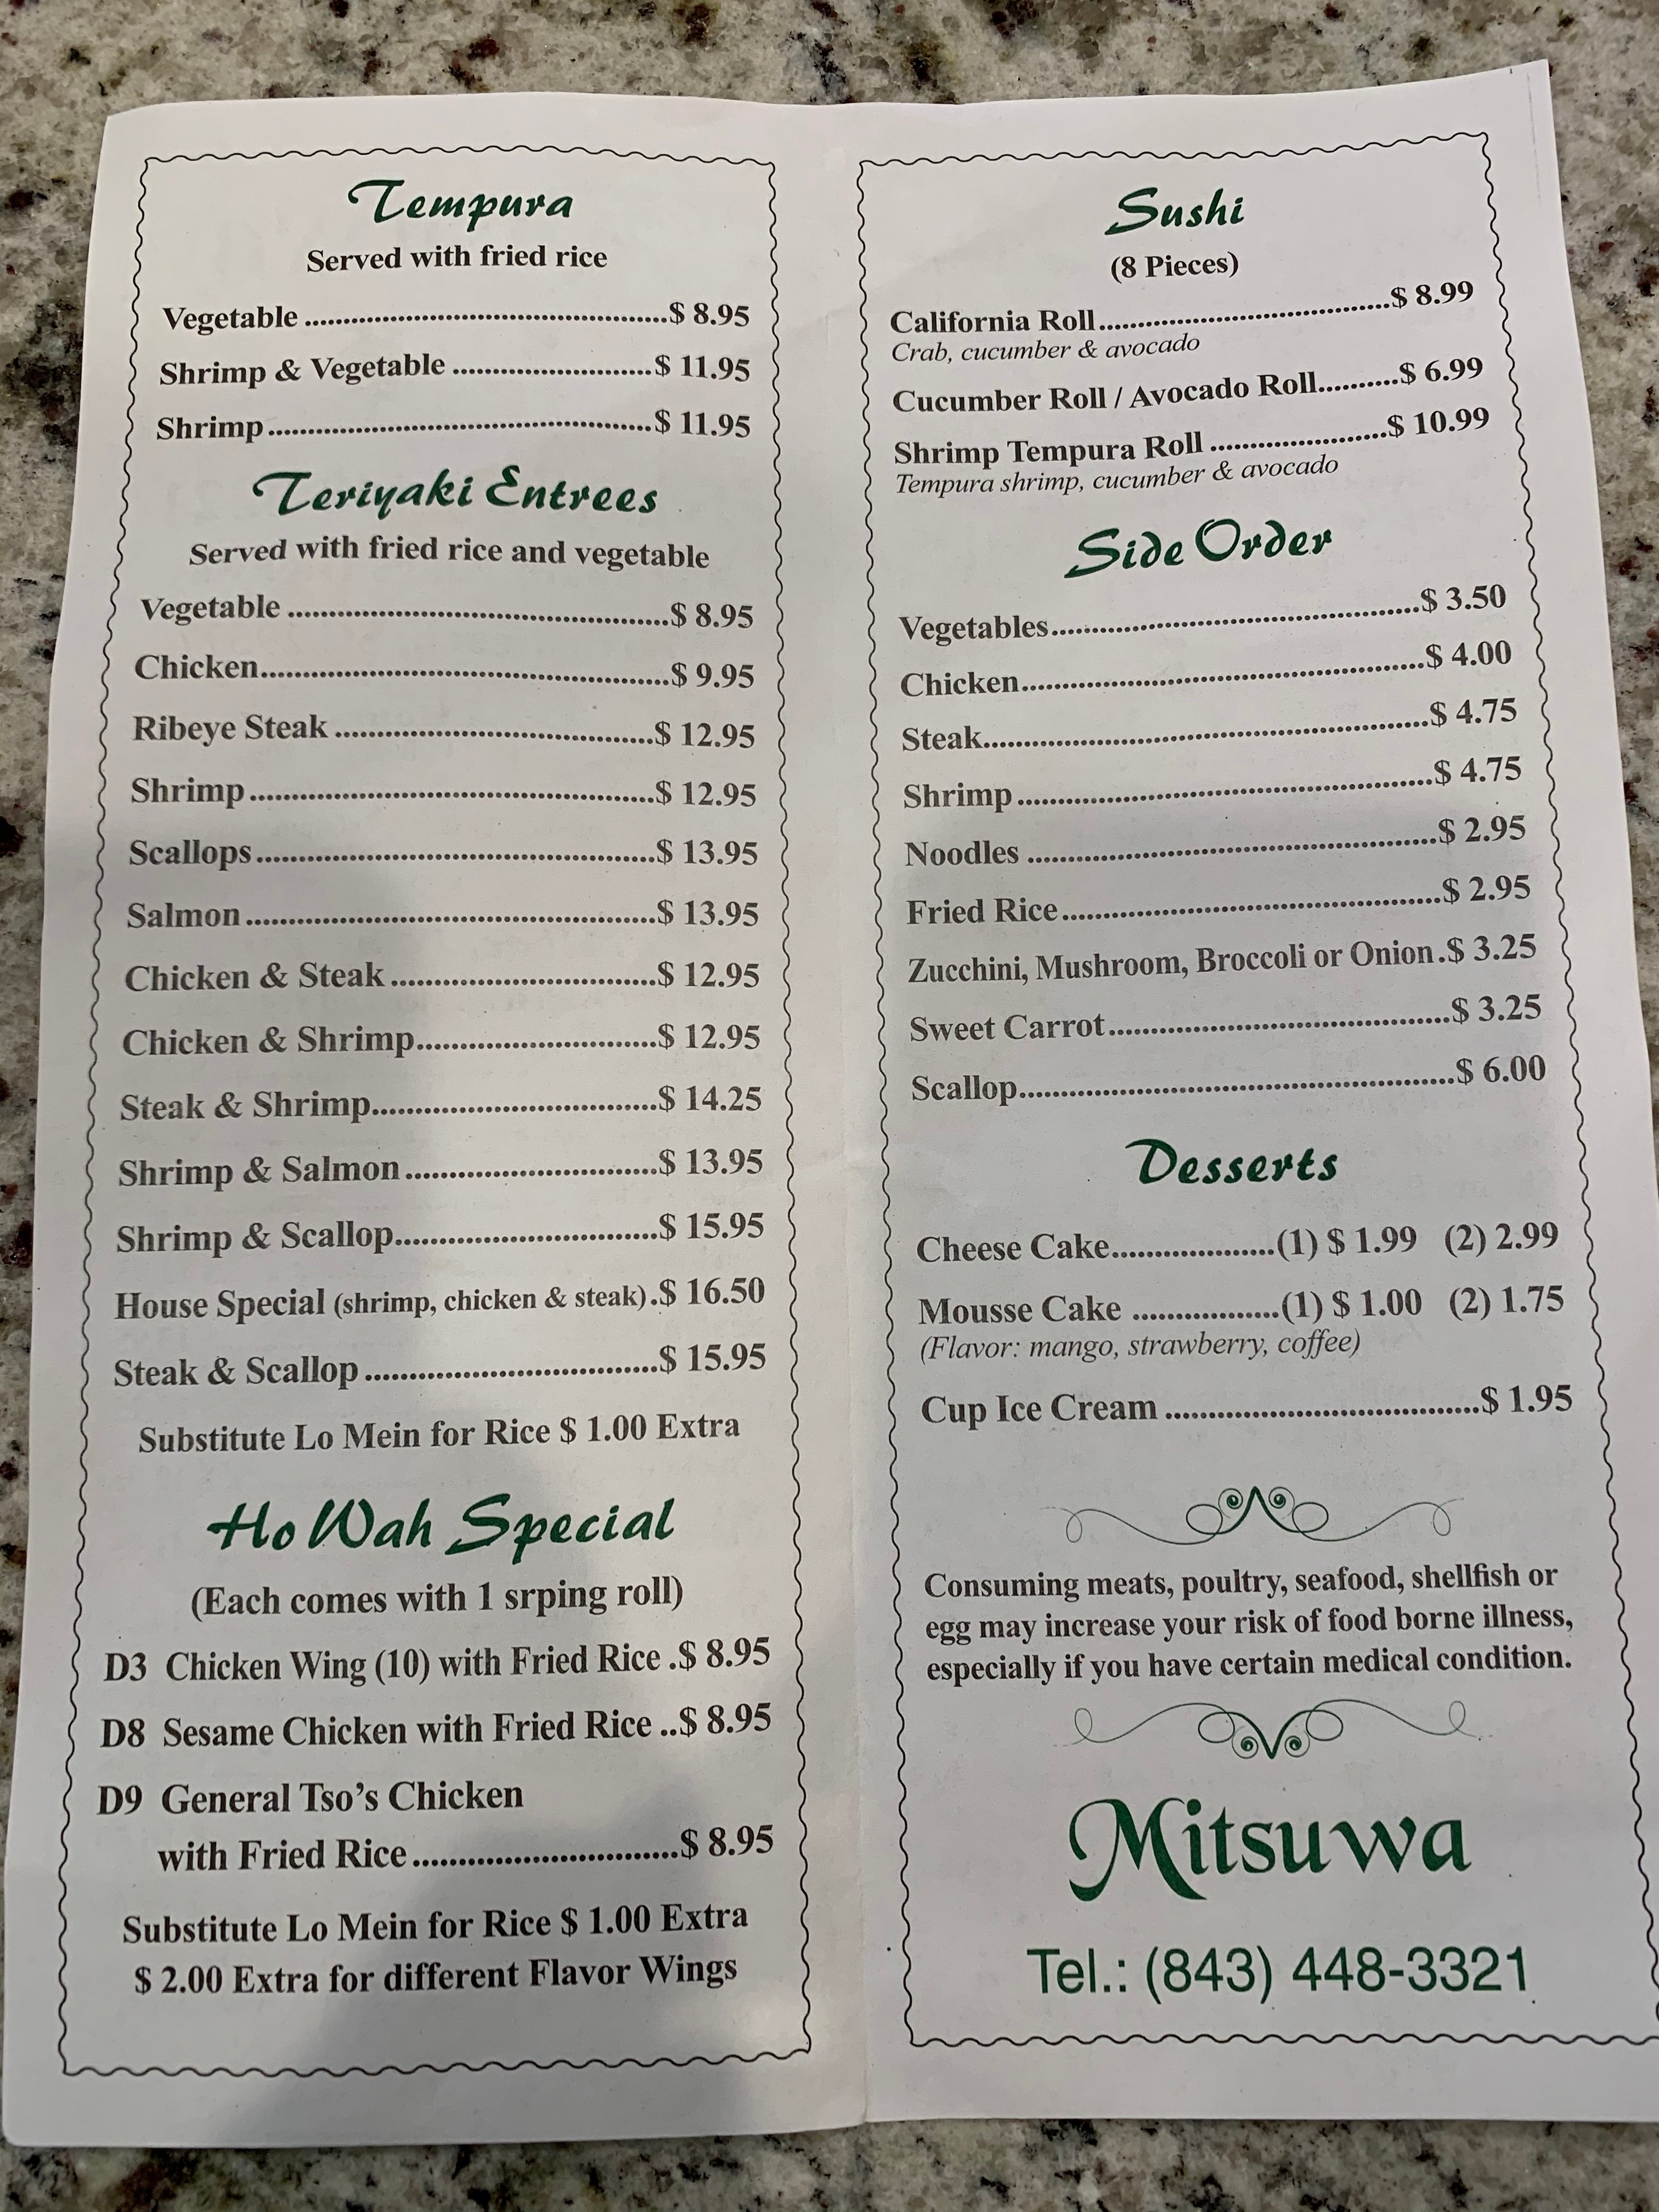 Tempura
Served with fried rice
Vegetable ..............................................$ 8.95
Shrimp & Vegetable .........................$ 11.95
Shrimp.................................................$ 11.95
Teriyaki Entrees
Served with fried rice and vegetable
Vegetable ................................................$ 8.95
Chicken....................................................$ 9.95
Ribeye Steak ........................................$ 12.95
Shrimp...................................................$ 12.95
Scallops..................................................$ 13.95
Salmon...................................................$ 13.95
Chicken & Steak .................................$ 12.95
Chicken & Shrimp..............................$ 12.95
Steak & Shrimp...................................$ 14.25
Shrimp & Salmon...............................$ 13.95
Shrimp & Scallop................................$ 15.95
House Special (shrimp, chicken & steak).$ 16.50
Steak & Scallop ...................................$ 15.95
Substitute Lo Mein for Rice $ 1.00 Extra
Ho Wah Special
(Each comes with 1 srping roll)
D3 Chicken Wing (10) with Fried Rice .$ 8.95
D8 Sesame Chicken with Fried Rice ..$ 8.95
D9 General Tso's Chicken
with Fried Rice...............................$ 8.95
Substitute Lo Mein for Rice $ 1.00 Extra
$ 2.00 Extra for different Flavor Wings
Sushi
(8 Pieces)
California Roll.....................................$ 8.99
Crab, cucumber & avocado
Cucumber Roll / Avocado Roll..........$ 6.99
Shrimp Tempura Roll .......................$ 10.99
Tempura shrimp, cucumber & avocado
Side Order
Vegetables...............................................$ 3.50
Chicken...................................................$ 4.00
Steak........................................................$ 4.75
Shrimp.....................................................$ 4.75
Noodles ...................................................$ 2.95
Fried Rice................................................$ 2.95
Zucchini, Mushroom, Broccoli or Onion.$ 3.25
Sweet Carrot..........................................$ 3.25
Scallop.....................................................$ 6.00
Desserts
Cheese Cake...................(1) $ 1.99 (2) 2.99
Mousse Cake .................(1) $ 1.00 (2) 1.75
(Flavor: mango, strawberry, coffee)
Cup Ice Cream ....................................$ 1.95
Consuming meats, poultry, seafood, shellfish or
egg may increase your risk of food borne illness,
especially if you have certain medical condition.
Mitsuwa
Tel.: (843) 448-3321